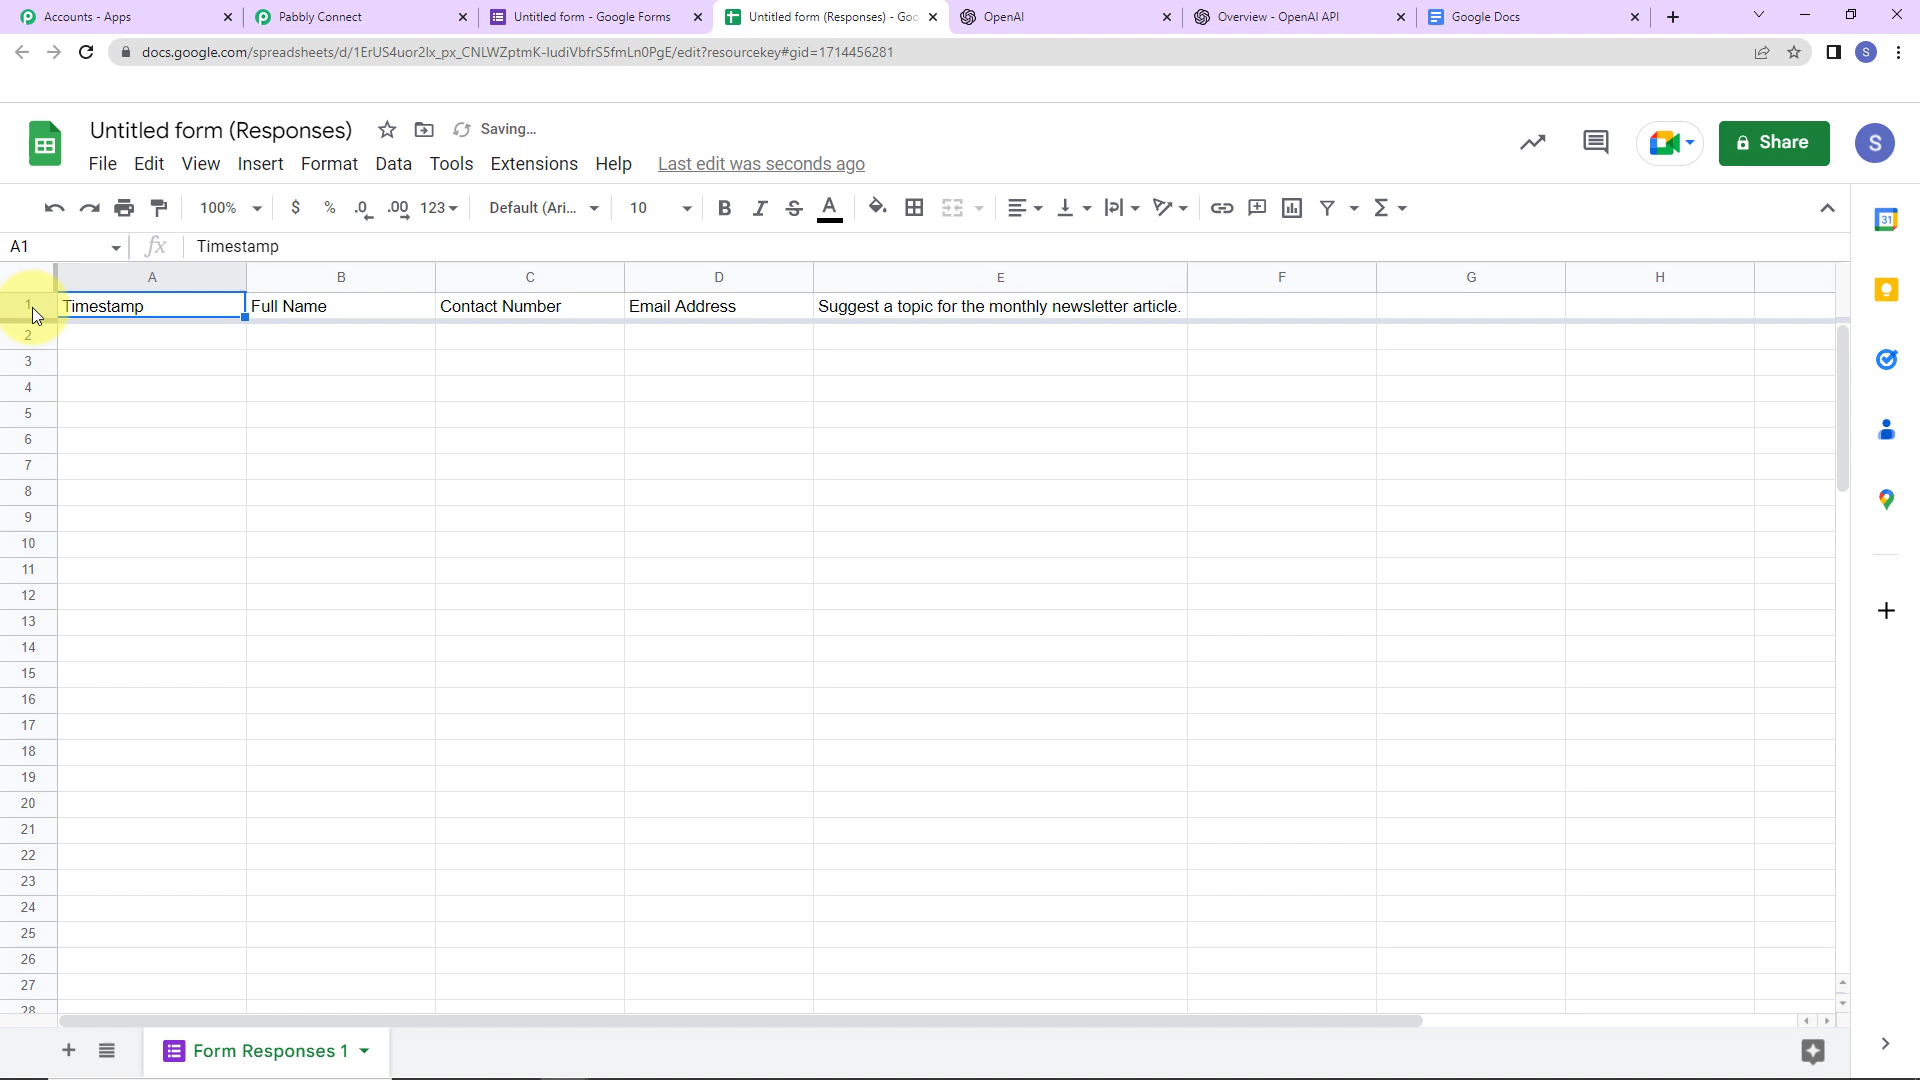 Accounts - Apps
Pabbly Connect
Untitled form - Google Forms
Untitled form (Responses) - Goo
OpenAI
Overview - OpenAI API
Google Docs
docs.google.com/spreadsheets/d/1ErUS4uor2lx_px_CNLWZptmK-ludiVbfrS5fmLn0PgE/edit?resourcekey#gid=1714456281
S
Untitled form (Responses)
Saving...
Share
S
File Edit View Insert Format Data Tools Extensions Help Last edit was seconds ago
100% $ % .0 .00 123 Default (Ari... 10 B I S A
31
A1 fx Timestamp
A B C D E F G H
1 Timestamp Full Name Contact Number Email Address Suggest a topic for the monthly newsletter article.
2
3
4
5
6
7
8
9
10
11
12
13
14
15
16
17
18
19
20
21
22
23
24
25
26
27
28
Form Responses 1